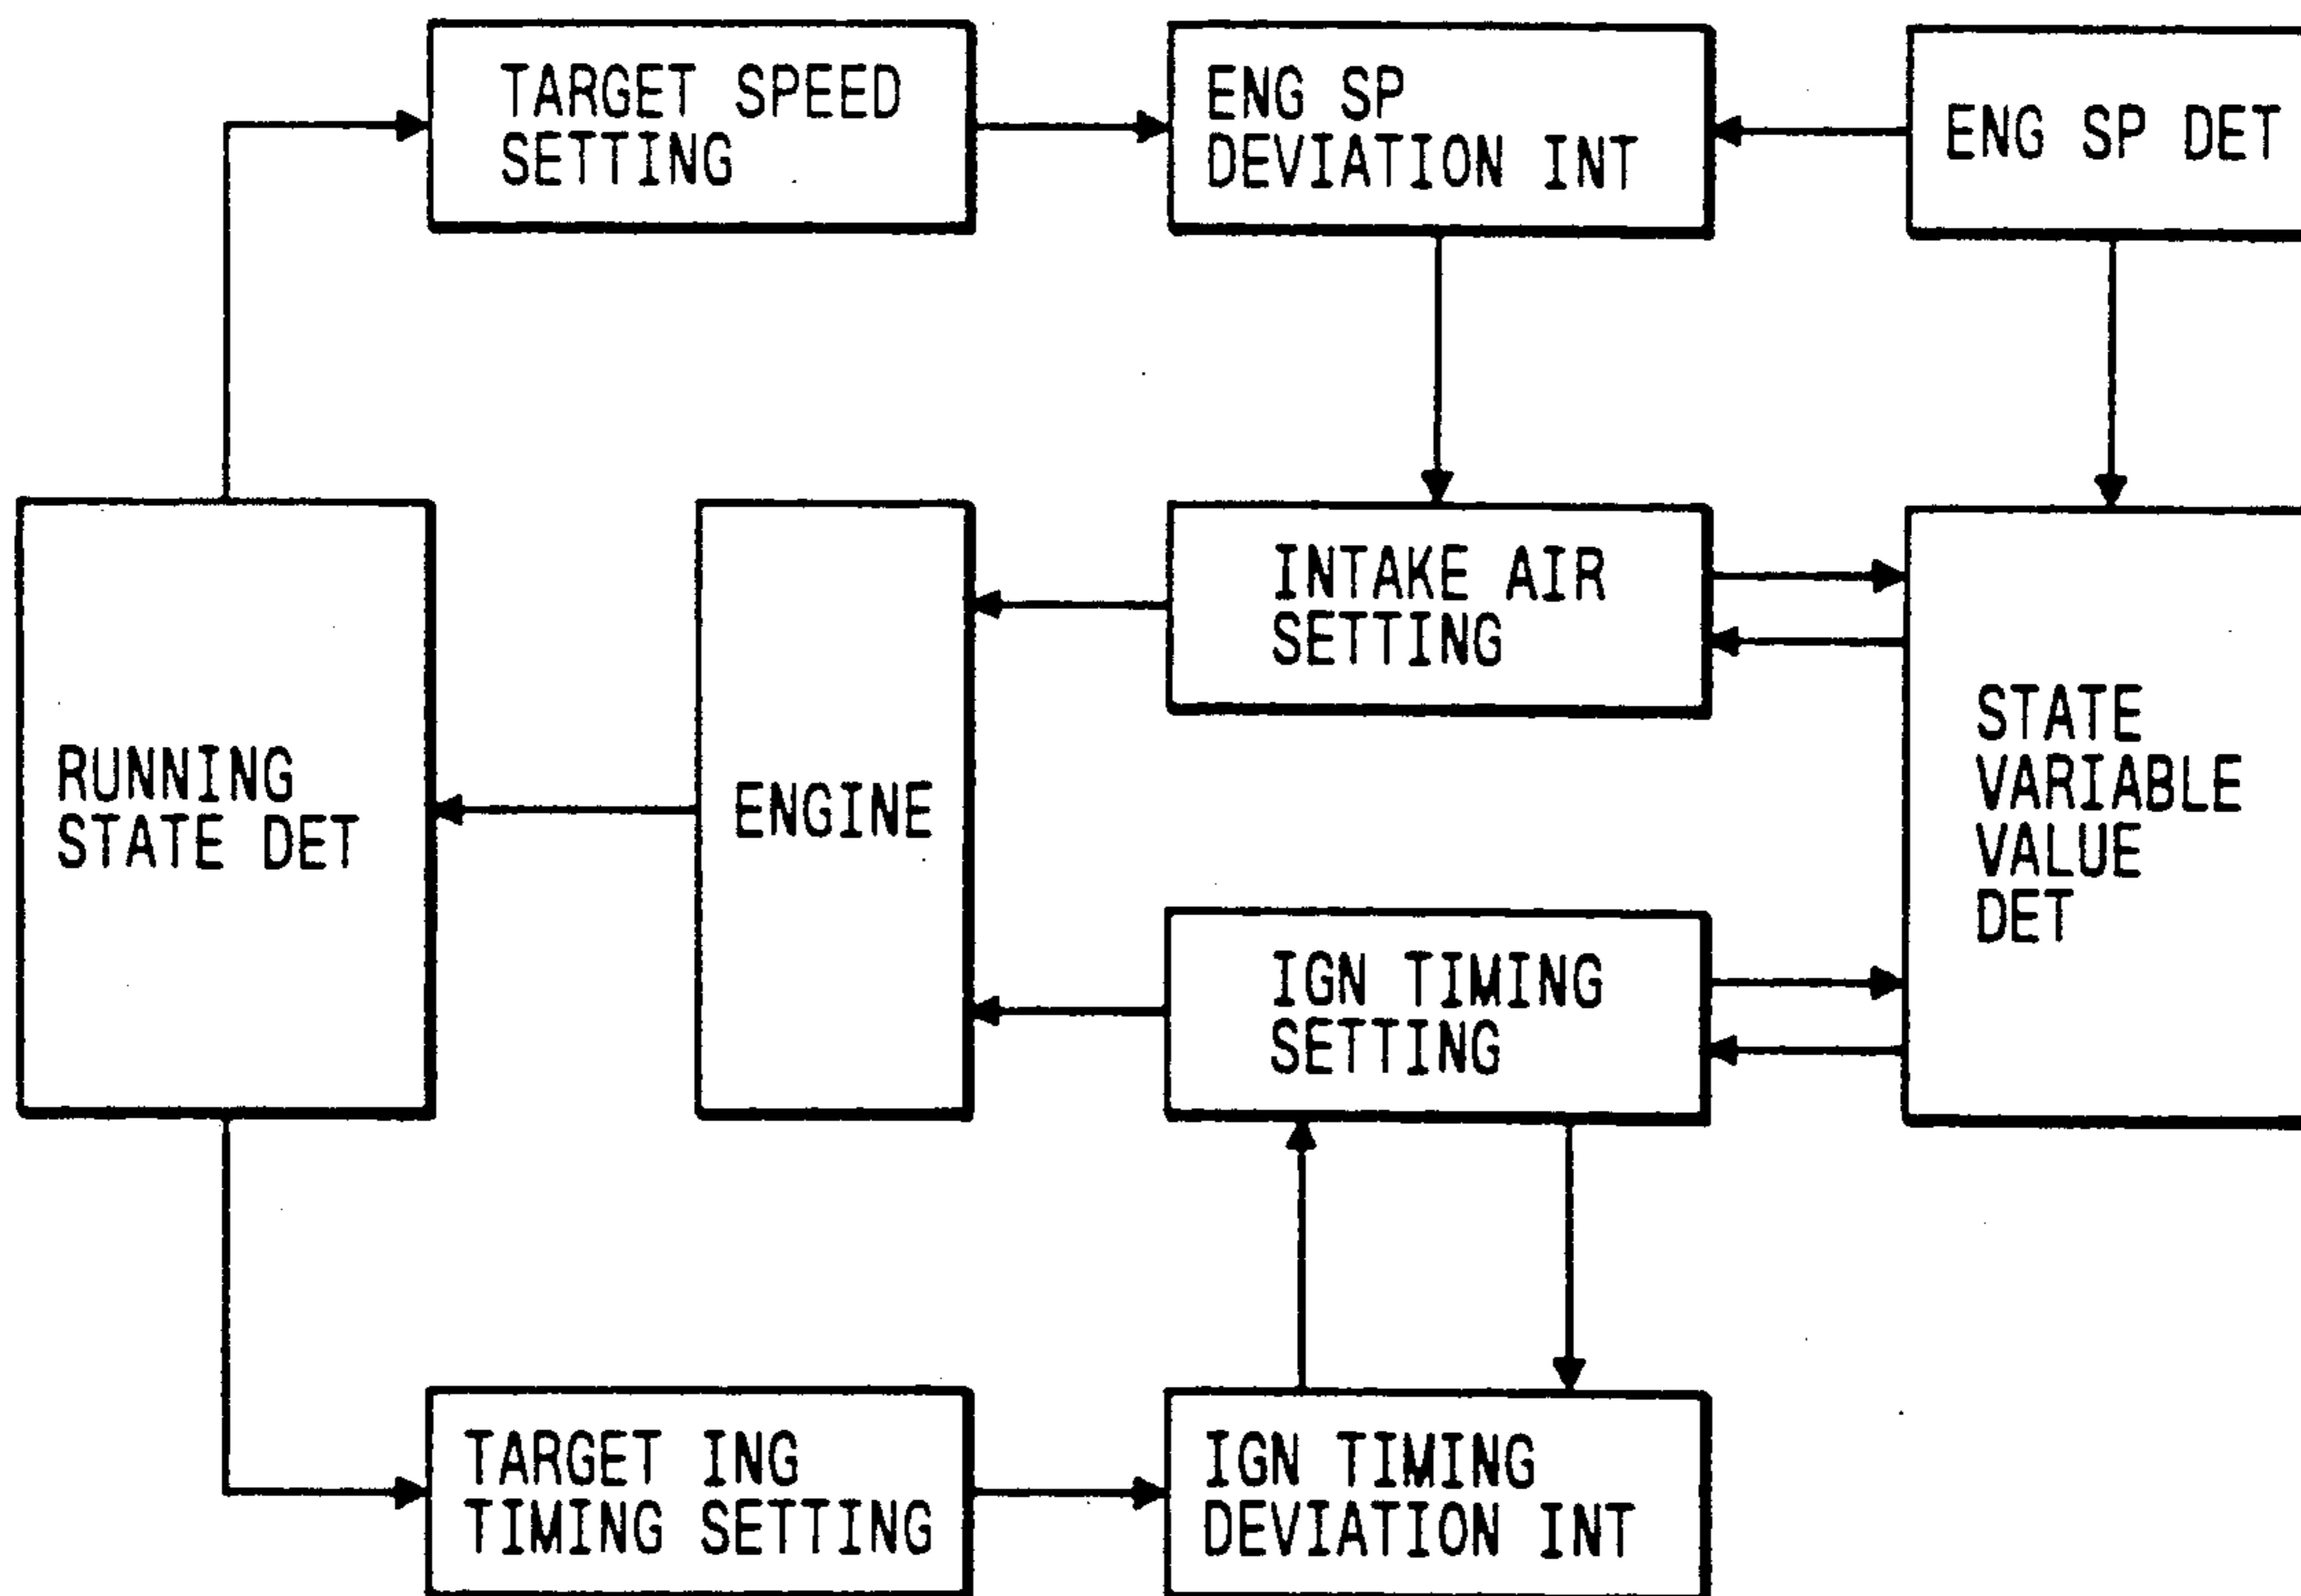 TARGET SPEED
SETTING
ENG SP
DEVIATION INT
ENG SP DET
RUNNING
STATE DET
ENGINE
INTAKE AIR
SETTING
STATE
VARIABLE
VALUE
DET
IGN TIMING
SETTING
TARGET ING
TIMING SETTING
IGN TIMING
DEVIATION INT